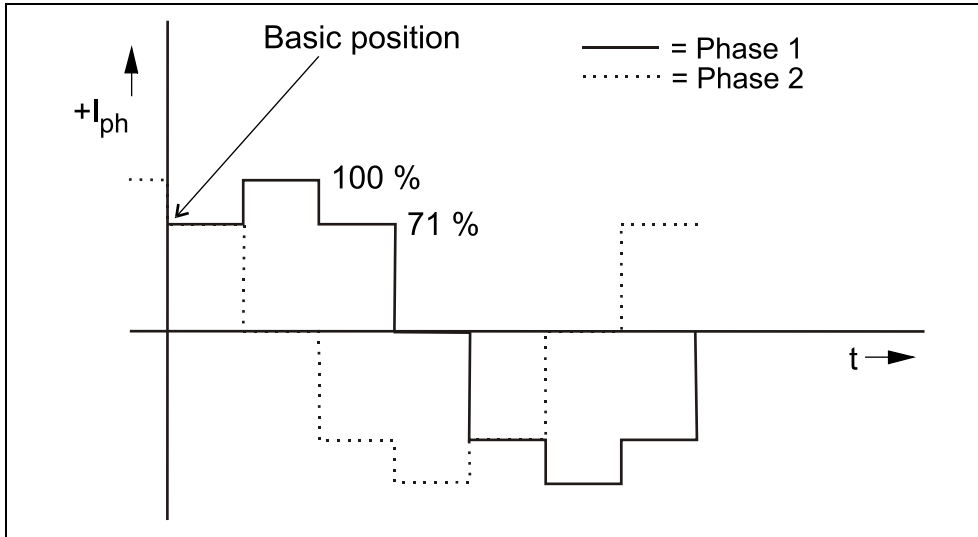 Basic position
= Phase 1
= Phase 2
+Iph
100 %
71 %
t